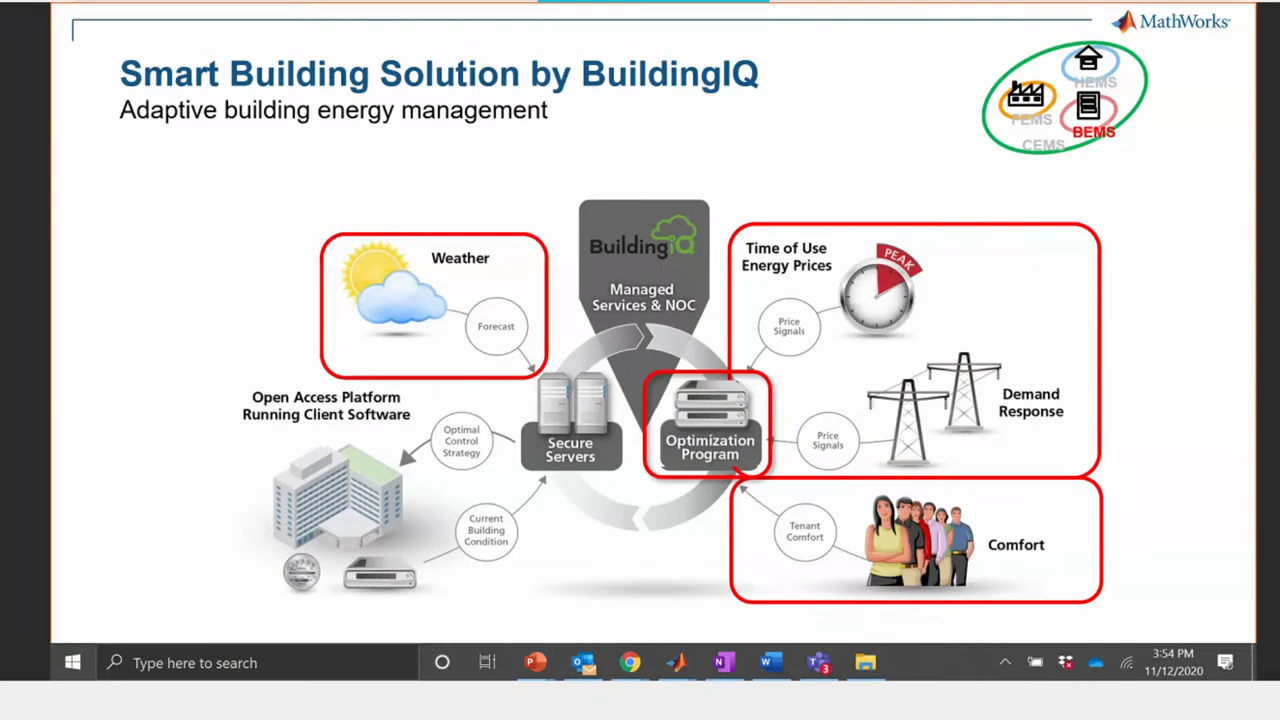 MathWorks®
Smart Building Solution by BuildingIQ
Adaptive building energy management
HEMS
FEMS
BEMS
CEMS
Weather
Forecast
BuildingIQ
Managed
Services & NOC
Time of Use
Energy Prices
PEAK
Price
Signals
Open Access Platform
Running Client Software
Optimal
Control
Strategy
Secure
Servers
Optimization
Program
Price
Signals
Demand
Response
Current
Building
Condition
Tenant
Comfort
Comfort
Type here to search
3
3:54 PM
11/12/2020